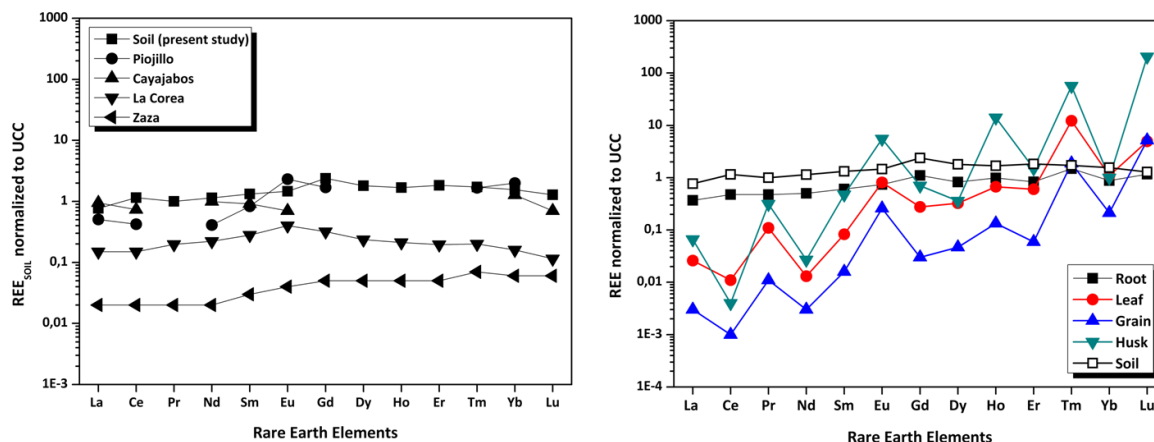 REE SOIL normalized to UCC
1000
100
10
1
0,1
0,01
1E-3
Soil (present study)
Piojillo
Cayajabos
La Corea
Zaza
La Ce Pr Nd Sm Eu Gd Dy Ho Er Tm Yb Lu
Rare Earth Elements
REE normalized to UCC
1000
100
10
1
0,1
0,01
1E-3
1E-4
Root
Leaf
Grain
Husk
Soil
La Ce Pr Nd Sm Eu Gd Dy Ho Er Tm Yb Lu
Rare Earth Elements